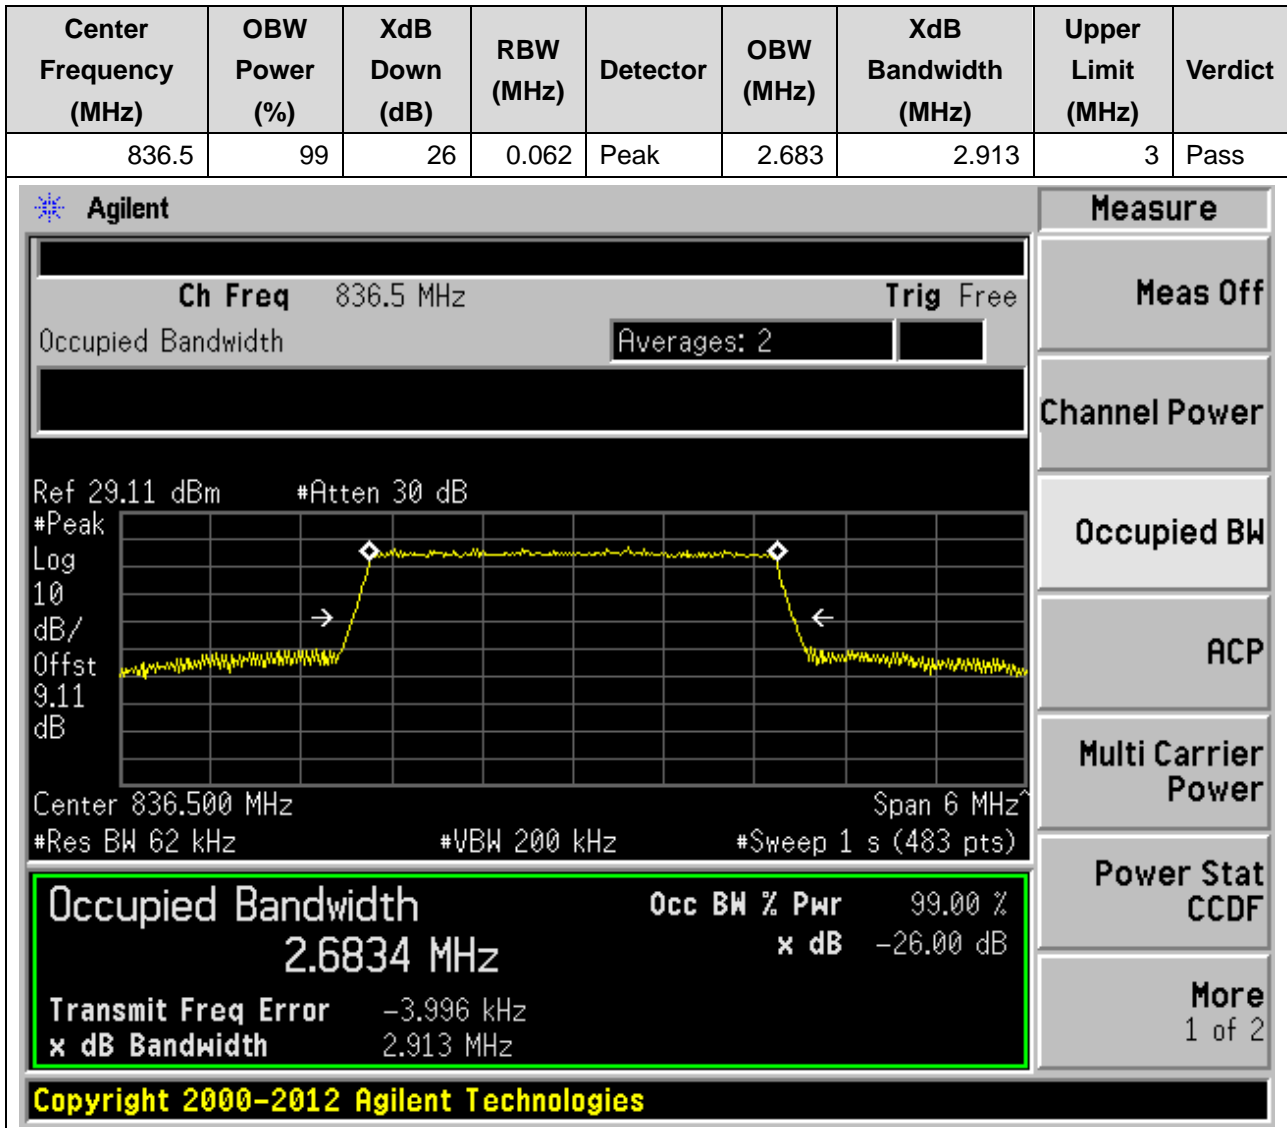 Center Frequency (MHz) OBW Power (%) XdB Down (dB) RBW (MHz) Detector OBW (MHz) XdB Bandwidth (MHz) Upper Limit (MHz) Verdict
836.5 99 26 0.062 Peak 2.683 2.913 3 Pass
Agilent
Measure
Ch Freq 836.5 MHz Trig Free
Occupied Bandwidth Averages: 2
Ref 29.11 dBm #Atten 30 dB
#Peak
Log
10
dB/
Offst
9.11
dB
Center 836.500 MHz Span 6 MHz^
#Res BW 62 kHz #VBW 200 kHz #Sweep 1 s (483 pts)
Occupied Bandwidth
2.6834 MHz
Occ BW % Pwr 99.00 %
x dB -26.00 dB
Transmit Freq Error -3.996 kHz
x dB Bandwidth 2.913 MHz
Meas Off
Channel Power
Occupied BW
ACP
Multi Carrier
Power
Power Stat
CCDF
More
1 of 2
Copyright 2000-2012 Agilent Technologies